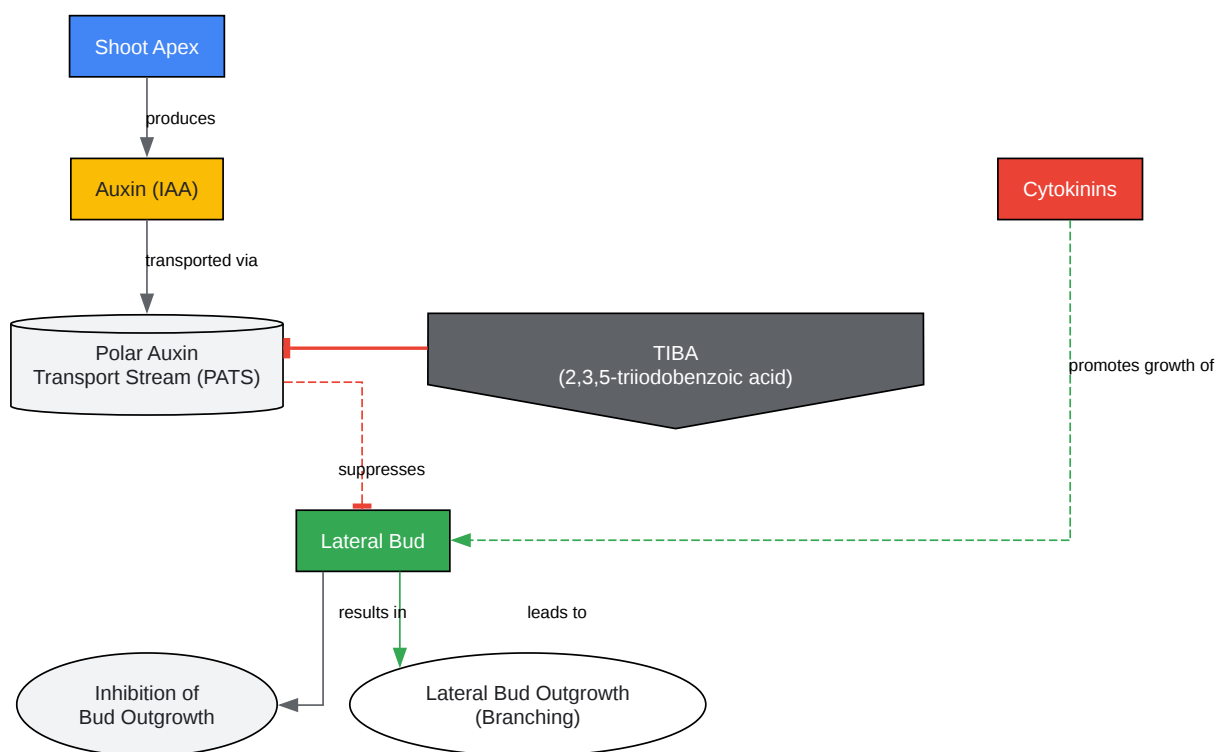 Shoot Apex
produces
Auxin (IAA)
Cytokinins
transported via
Polar Auxin
Transport Stream (PATS)
TIBA
(2,3,5-triiodobenzoic acid)
promotes growth of
suppresses
Lateral Bud
results in
leads to
Inhibition of
Bud Outgrowth
Lateral Bud Outgrowth
(Branching)